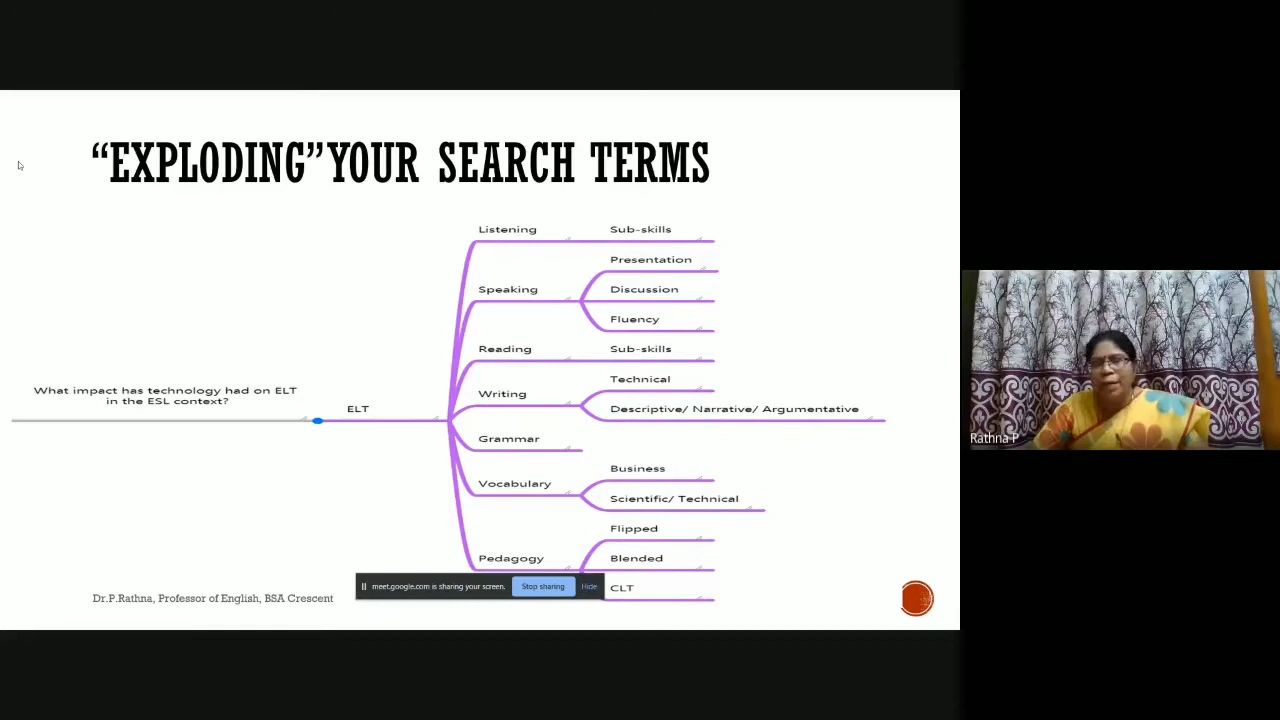 “EXPLODING”YOUR SEARCH TERMS
Listening
Sub-skills
Presentation
Speaking
Discussion
Fluency
Reading
Sub-skills
Technical
What impact has technology had on ELT
in the ESL context?
ELT
Writing
Descriptive/ Narrative/ Argumentative
Grammar
Business
Vocabulary
Scientific/ Technical
Flipped
Pedagogy
Blended
CLT
meet.google.com is sharing your screen.
Stop sharing
Hide
Dr.P.Rathna, Professor of English, BSA Crescent
Rathna P